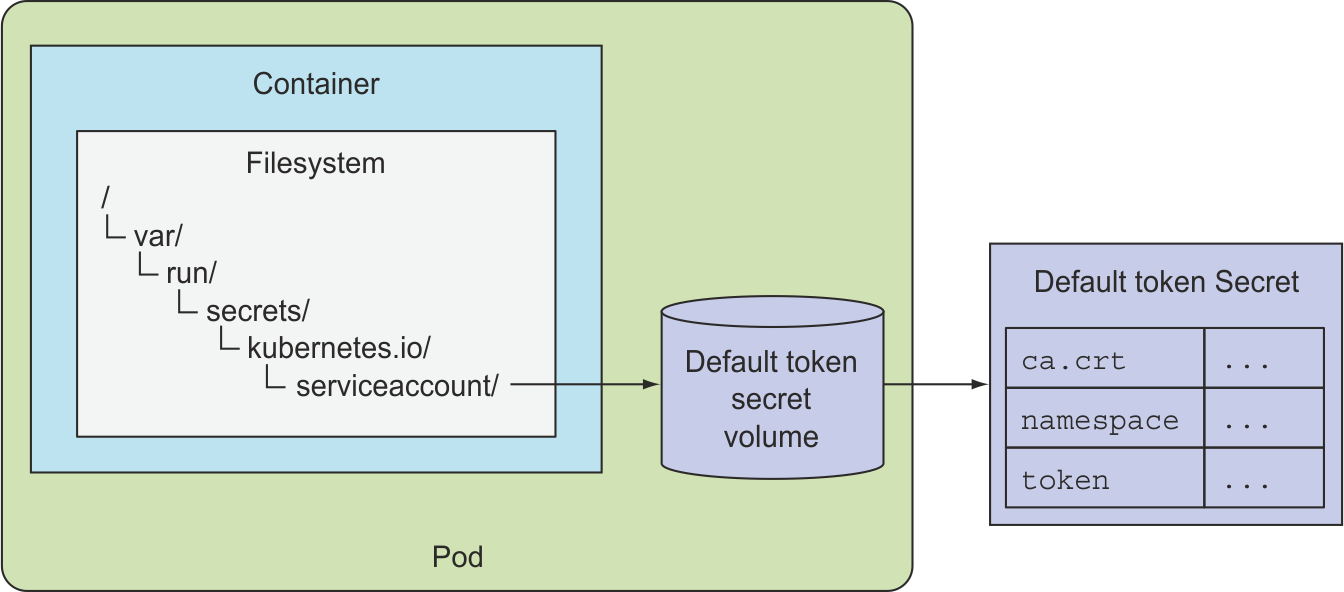 Container
Filesystem
/
var/
run/
secrets/
kubernetes.io/
serviceaccount/
Default token
secret
volume
Pod
Default token Secret
ca.crt ...
namespace ...
token ...